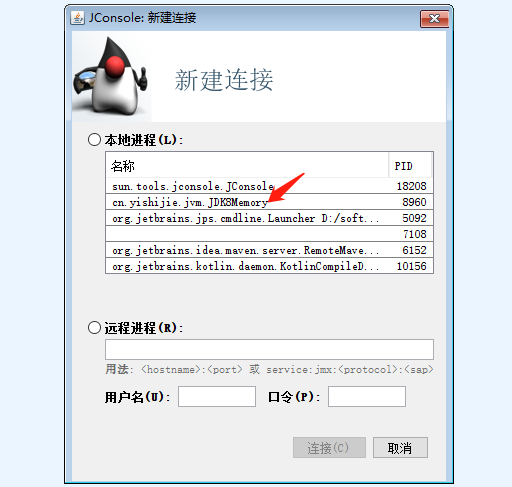 JConsole: 新建连接
新建连接
本地进程(L):
名称 PID
sun.tools.jconsole.JConsole 18208
cn.yishijie.jvm.JDK8Memory 8960
org.jetbrains.jps.cmdline.Launcher D:/soft... 5092
7108
org.jetbrains.idea.maven.server.RemoteMave... 6152
org.jetbrains.kotlin.daemon.KotlinCompileD... 10156
远程进程(R):
用法: <hostname>:<port> 或 service:jmx:<protocol>:<sap>
用户名(U): 口令(P):
连接(C) 取消